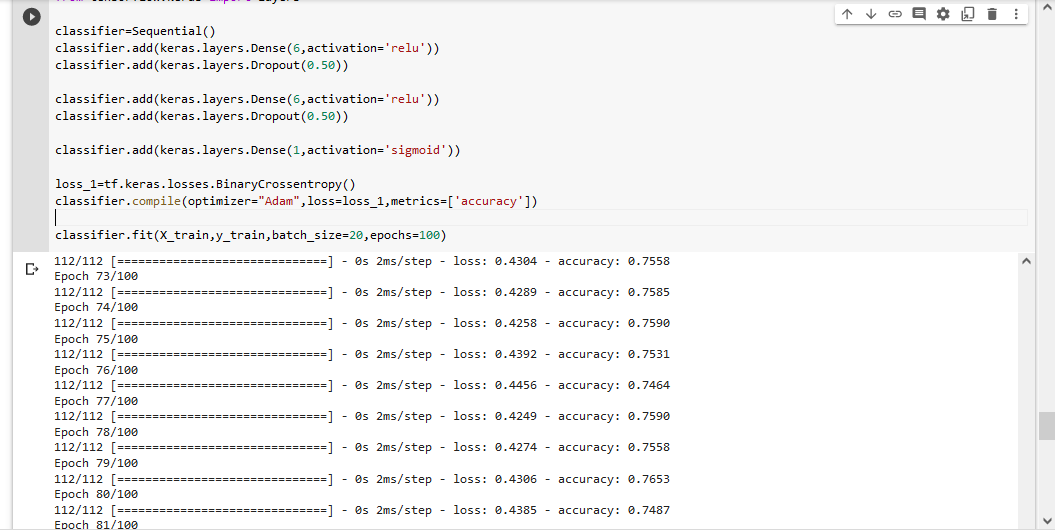 classifier=Sequential()
classifier.add(keras.layers.Dense(6,activation='relu'))
classifier.add(keras.layers.Dropout(0.50))
classifier.add(keras.layers.Dense(6,activation='relu'))
classifier.add(keras.layers.Dropout(0.50))
classifier.add(keras.layers.Dense(1,activation='sigmoid'))
loss_1=tf.keras.losses.BinaryCrossentropy()
classifier.compile(optimizer="Adam",loss=loss_1,metrics=['accuracy'])
classifier.fit(X_train,y_train,batch_size=20,epochs=100)
112/112 [==============================] - 0s 2ms/step - loss: 0.4304 - accuracy: 0.7558
Epoch 73/100
112/112 [==============================] - 0s 2ms/step - loss: 0.4289 - accuracy: 0.7585
Epoch 74/100
112/112 [==============================] - 0s 2ms/step - loss: 0.4258 - accuracy: 0.7590
Epoch 75/100
112/112 [==============================] - 0s 2ms/step - loss: 0.4392 - accuracy: 0.7531
Epoch 76/100
112/112 [==============================] - 0s 2ms/step - loss: 0.4456 - accuracy: 0.7464
Epoch 77/100
112/112 [==============================] - 0s 2ms/step - loss: 0.4249 - accuracy: 0.7590
Epoch 78/100
112/112 [==============================] - 0s 2ms/step - loss: 0.4274 - accuracy: 0.7558
Epoch 79/100
112/112 [==============================] - 0s 2ms/step - loss: 0.4306 - accuracy: 0.7653
Epoch 80/100
112/112 [==============================] - 0s 2ms/step - loss: 0.4385 - accuracy: 0.7487
Epoch 81/100